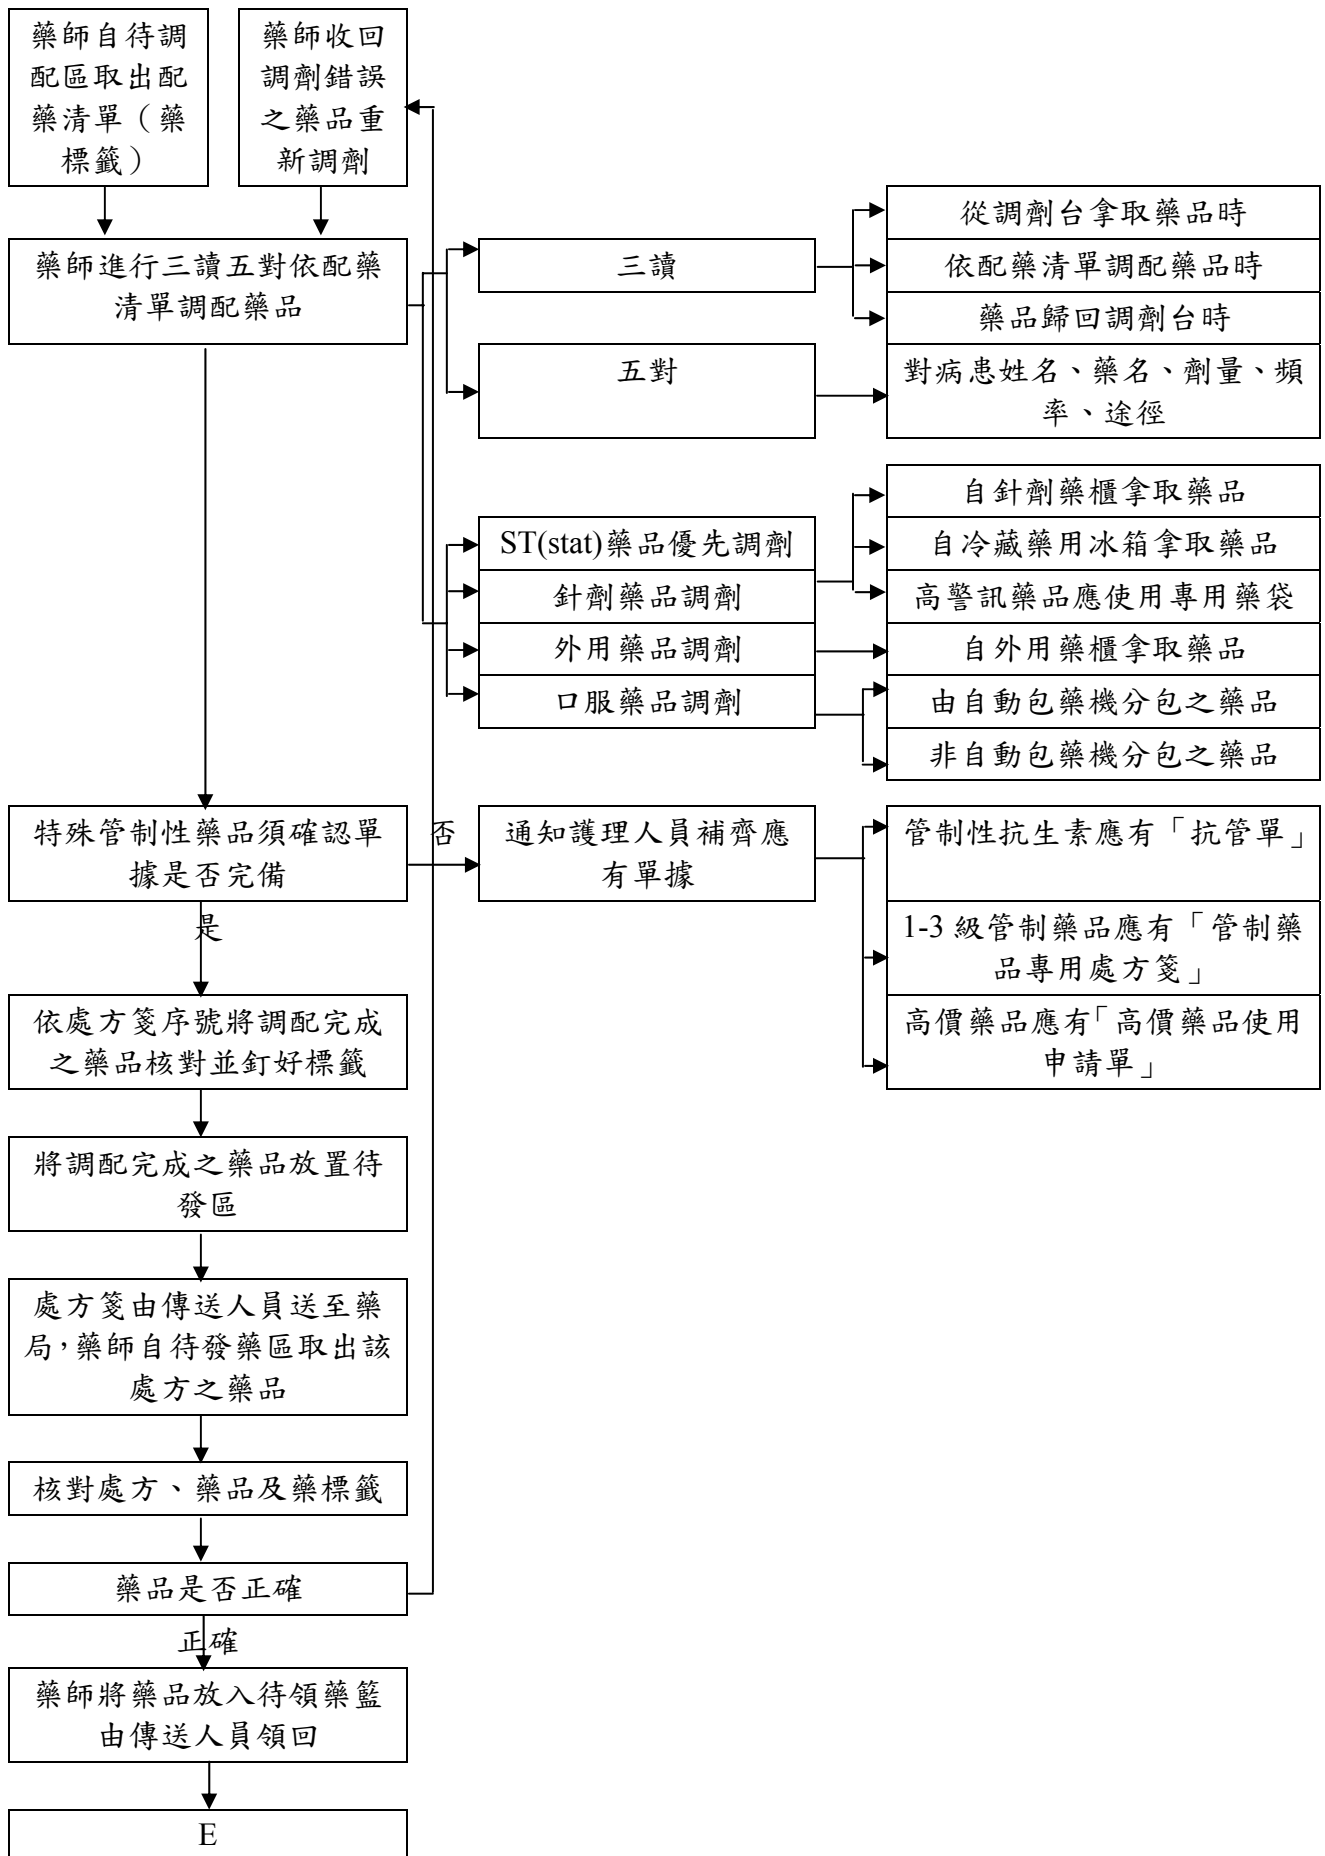 藥師自待調
配區取出配
藥清單（藥
標籤）
藥師收回
調劑錯誤
之藥品重
新調劑
藥師進行三讀五對依配藥
清單調配藥品
三讀
從調劑台拿取藥品時
依配藥清單調配藥品時
藥品歸回調劑台時
五對
對病患姓名、藥名、劑量、頻
率、途徑
ST(stat)藥品優先調劑
針劑藥品調劑
外用藥品調劑
口服藥品調劑
自針劑藥櫃拿取藥品
自冷藏藥用冰箱拿取藥品
高警訊藥品應使用專用藥袋
自外用藥櫃拿取藥品
由自動包藥機分包之藥品
非自動包藥機分包之藥品
特殊管制性藥品須確認單
據是否完備
否
通知護理人員補齊應
有單據
管制性抗生素應有「抗管單」
1-3 級管制藥品應有「管制藥
品專用處方箋」
高價藥品應有「高價藥品使用
申請單」
是
依處方箋序號將調配完成
之藥品核對並釘好標籤
將調配完成之藥品放置待
發區
處方箋由傳送人員送至藥
局，藥師自待發藥區取出該
處方之藥品
核對處方、藥品及藥標籤
藥品是否正確
正確
藥師將藥品放入待領藥籃
由傳送人員領回
E